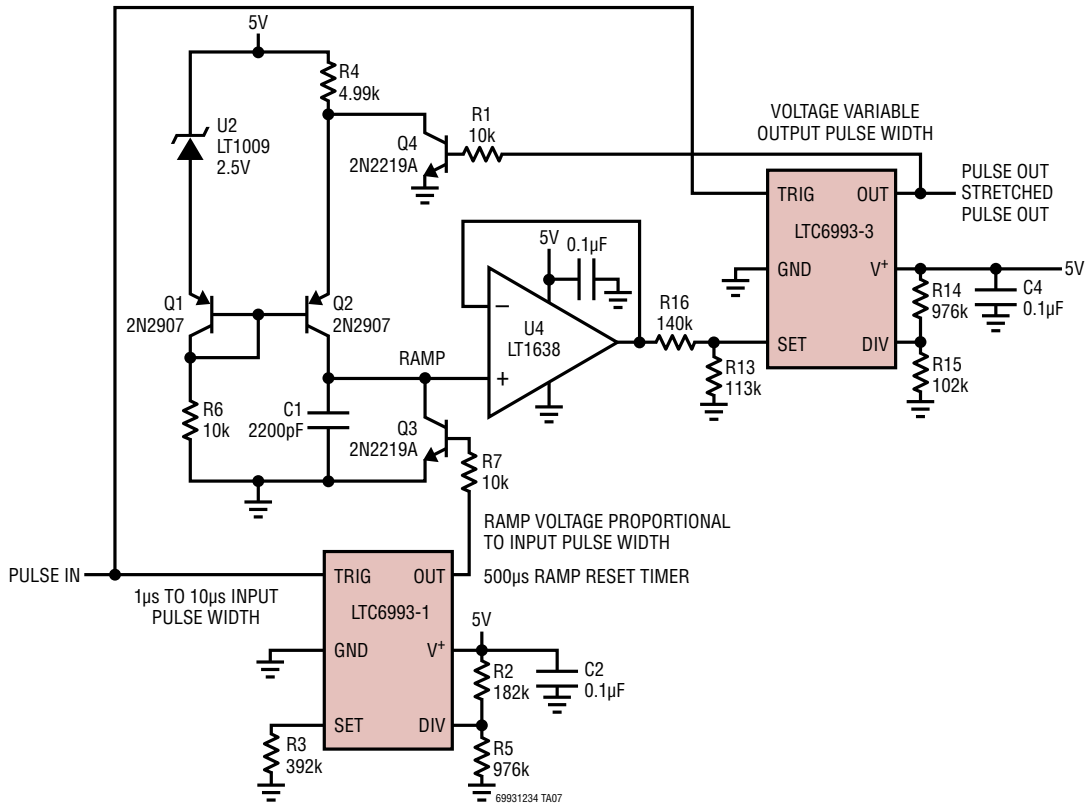 5V
R4
4.99k
U2
LT1009
2.5V
Q4
2N2219A
R1
10k
VOLTAGE VARIABLE
OUTPUT PULSE WIDTH
TRIG
OUT
LTC6993-3
GND
V+
SET
DIV
PULSE OUT
STRETCHED
PULSE OUT
5V
R14
976k
C4
0.1µF
R15
102k
Q1
2N2907
Q2
2N2907
5V
0.1µF
−
+
U4
LT1638
R16
140k
R13
113k
RAMP
R6
10k
C1
2200pF
Q3
2N2219A
R7
10k
RAMP VOLTAGE PROPORTIONAL
TO INPUT PULSE WIDTH
500µs RAMP RESET TIMER
PULSE IN
1µs TO 10µs INPUT
PULSE WIDTH
TRIG
OUT
LTC6993-1
GND
V+
SET
DIV
5V
R2
182k
C2
0.1µF
R3
392k
R5
976k
69931234 TA07